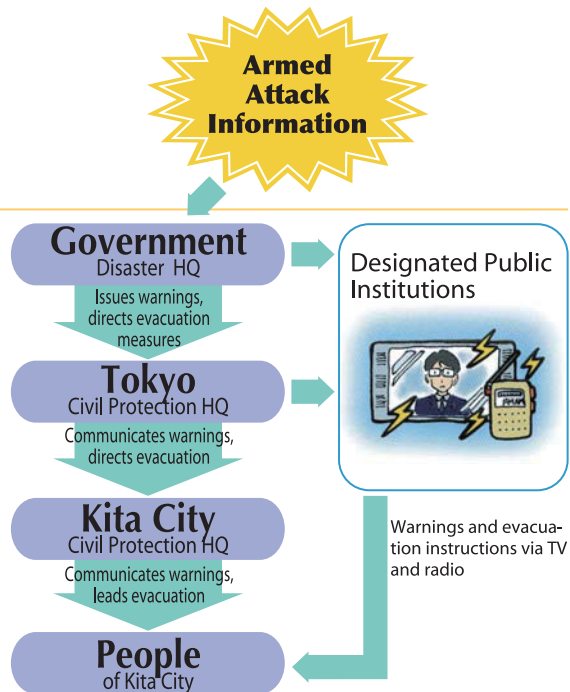 Armed
Attack
Information
Government
Disaster HQ
Issues warnings,
directs evacuation
measures
Designated Public
Institutions
Tokyo
Civil Protection HQ
Communicates warnings,
directs evacuation
Kita City
Civil Protection HQ
Communicates warnings,
leads evacuation
Warnings and evacua-
tion instructions via TV
and radio
People
of Kita City